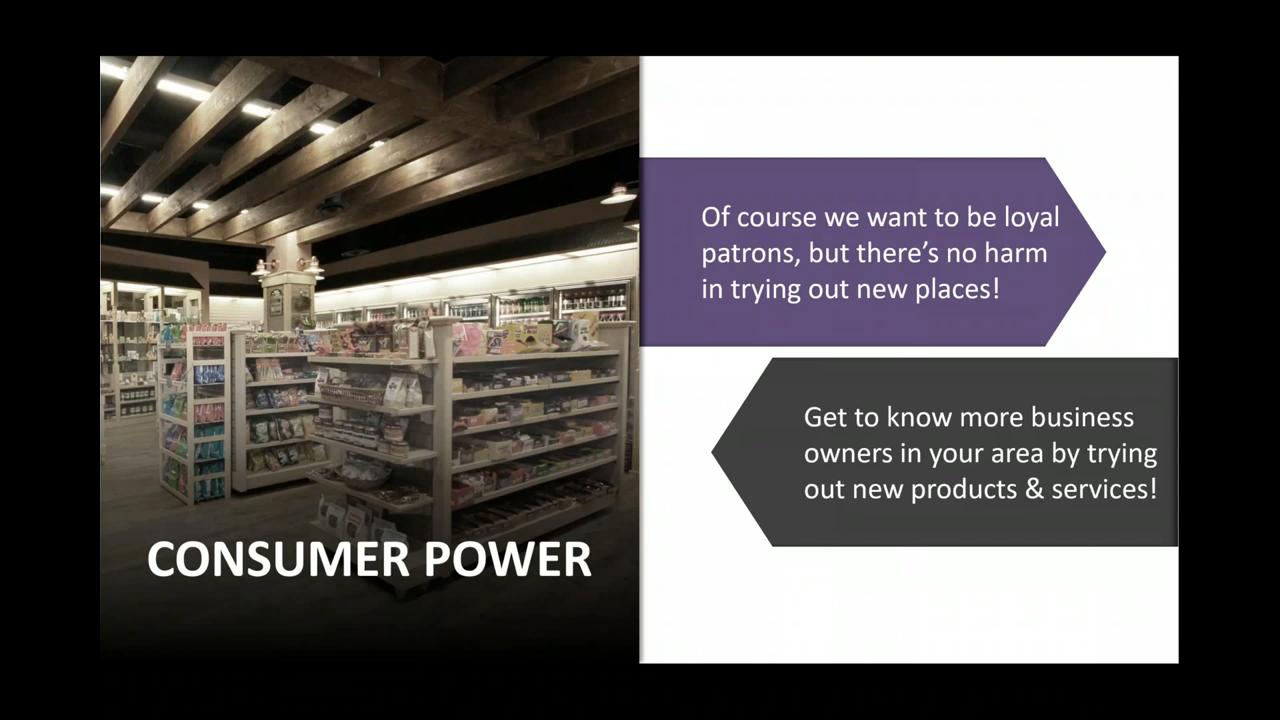 CONSUMER POWER
Of course we want to be loyal
patrons, but there's no harm
in trying out new places!
Get to know more business
owners in your area by trying
out new products & services!